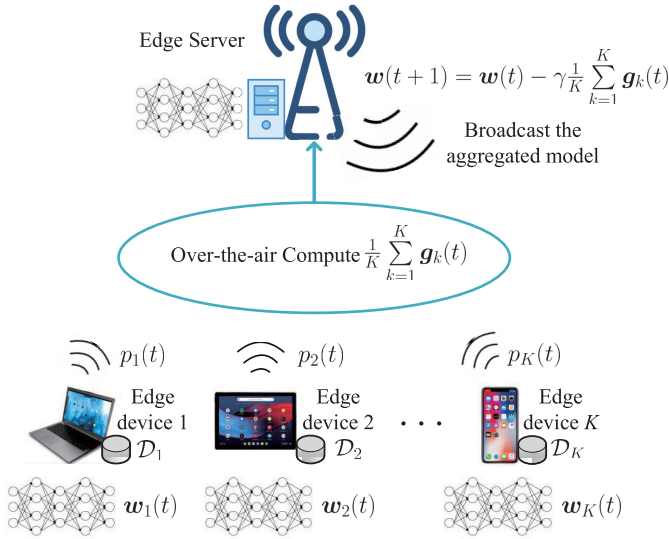 Edge Server
w(t + 1) = w(t) − γ 1/K ∑_{k=1}^{K} g_k(t)
Broadcast the
aggregated model
Over-the-air Compute 1/K ∑_{k=1}^{K} g_k(t)
p_1(t)
p_2(t)
p_K(t)
Edge
device 1
D_1
Edge
device 2
D_2
· · ·
Edge
device K
D_K
w_1(t)
w_2(t)
w_K(t)